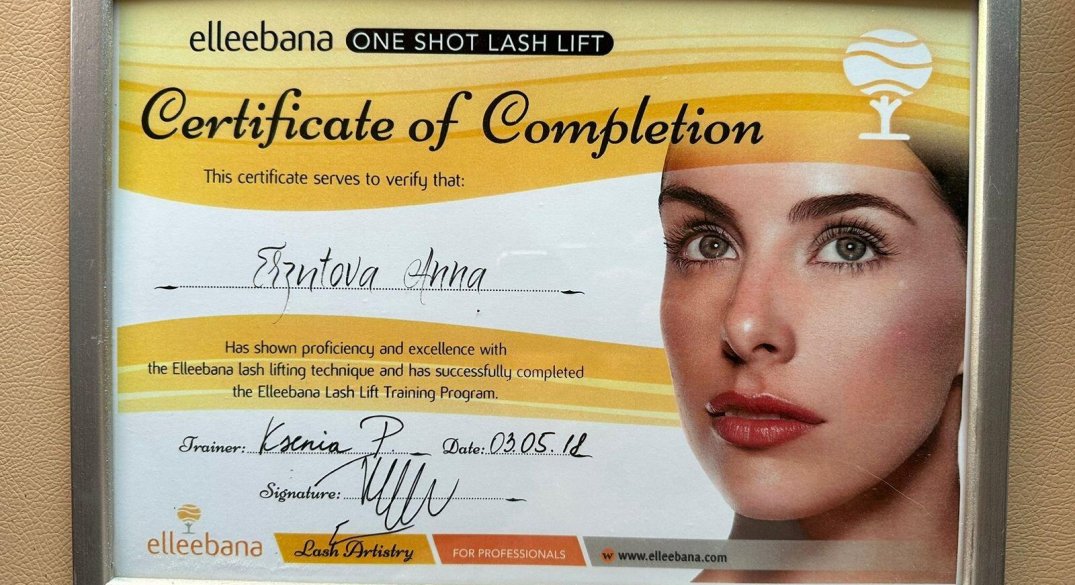 elleebana ONE SHOT LASH LIFT
Certificate of Completion
This certificate serves to verify that:
Erzutova Anna
Has shown proficiency and excellence with
the Elleebana lash lifting technique and has successfully completed
the Elleebana Lash Lift Training Program.
Trainer: Ksenia P. Date: 03.05.18
Signature:
elleebana Lash Artistry FOR PROFESSIONALS w www.elleebana.com